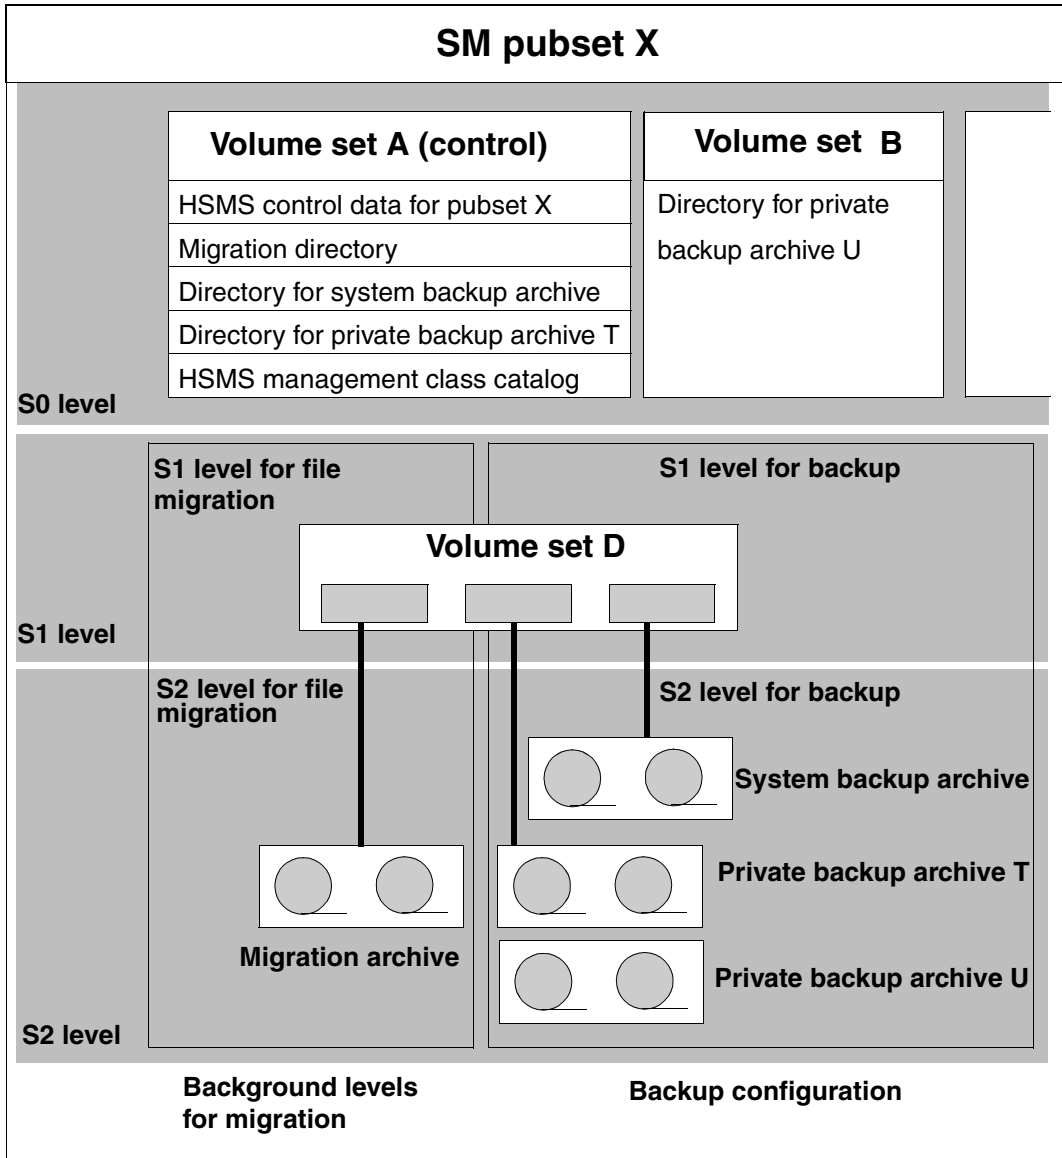 SM pubset X
Volume set A (control)
HSMS control data for pubset X
Migration directory
Directory for system backup archive
Directory for private backup archive T
HSMS management class catalog
Volume set B
Directory for private
backup archive U
S0 level
S1 level for file
migration
S1 level for backup
Volume set D
S1 level
S2 level for file
migration
S2 level for backup
System backup archive
Private backup archive T
Migration archive
Private backup archive U
S2 level
Background levels
for migration
Backup configuration